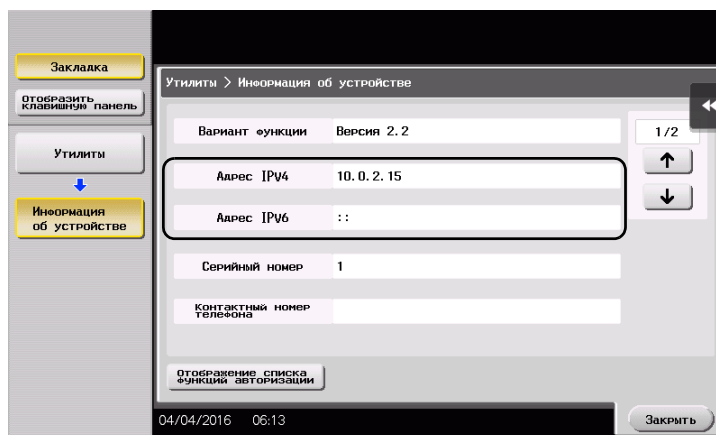 Закладка
Отобразить
клавишную панель
Утилиты
Информация
об устройстве
Утилиты > Информация об устройстве
Вариант функции Версия 2.2
1/2
Адрес IPv4 10.0.2.15
Адрес IPv6 ::
Серийный номер 1
Контактный номер
телефона
Отображение списка
функций авторизации
04/04/2016 06:13
Закрыть